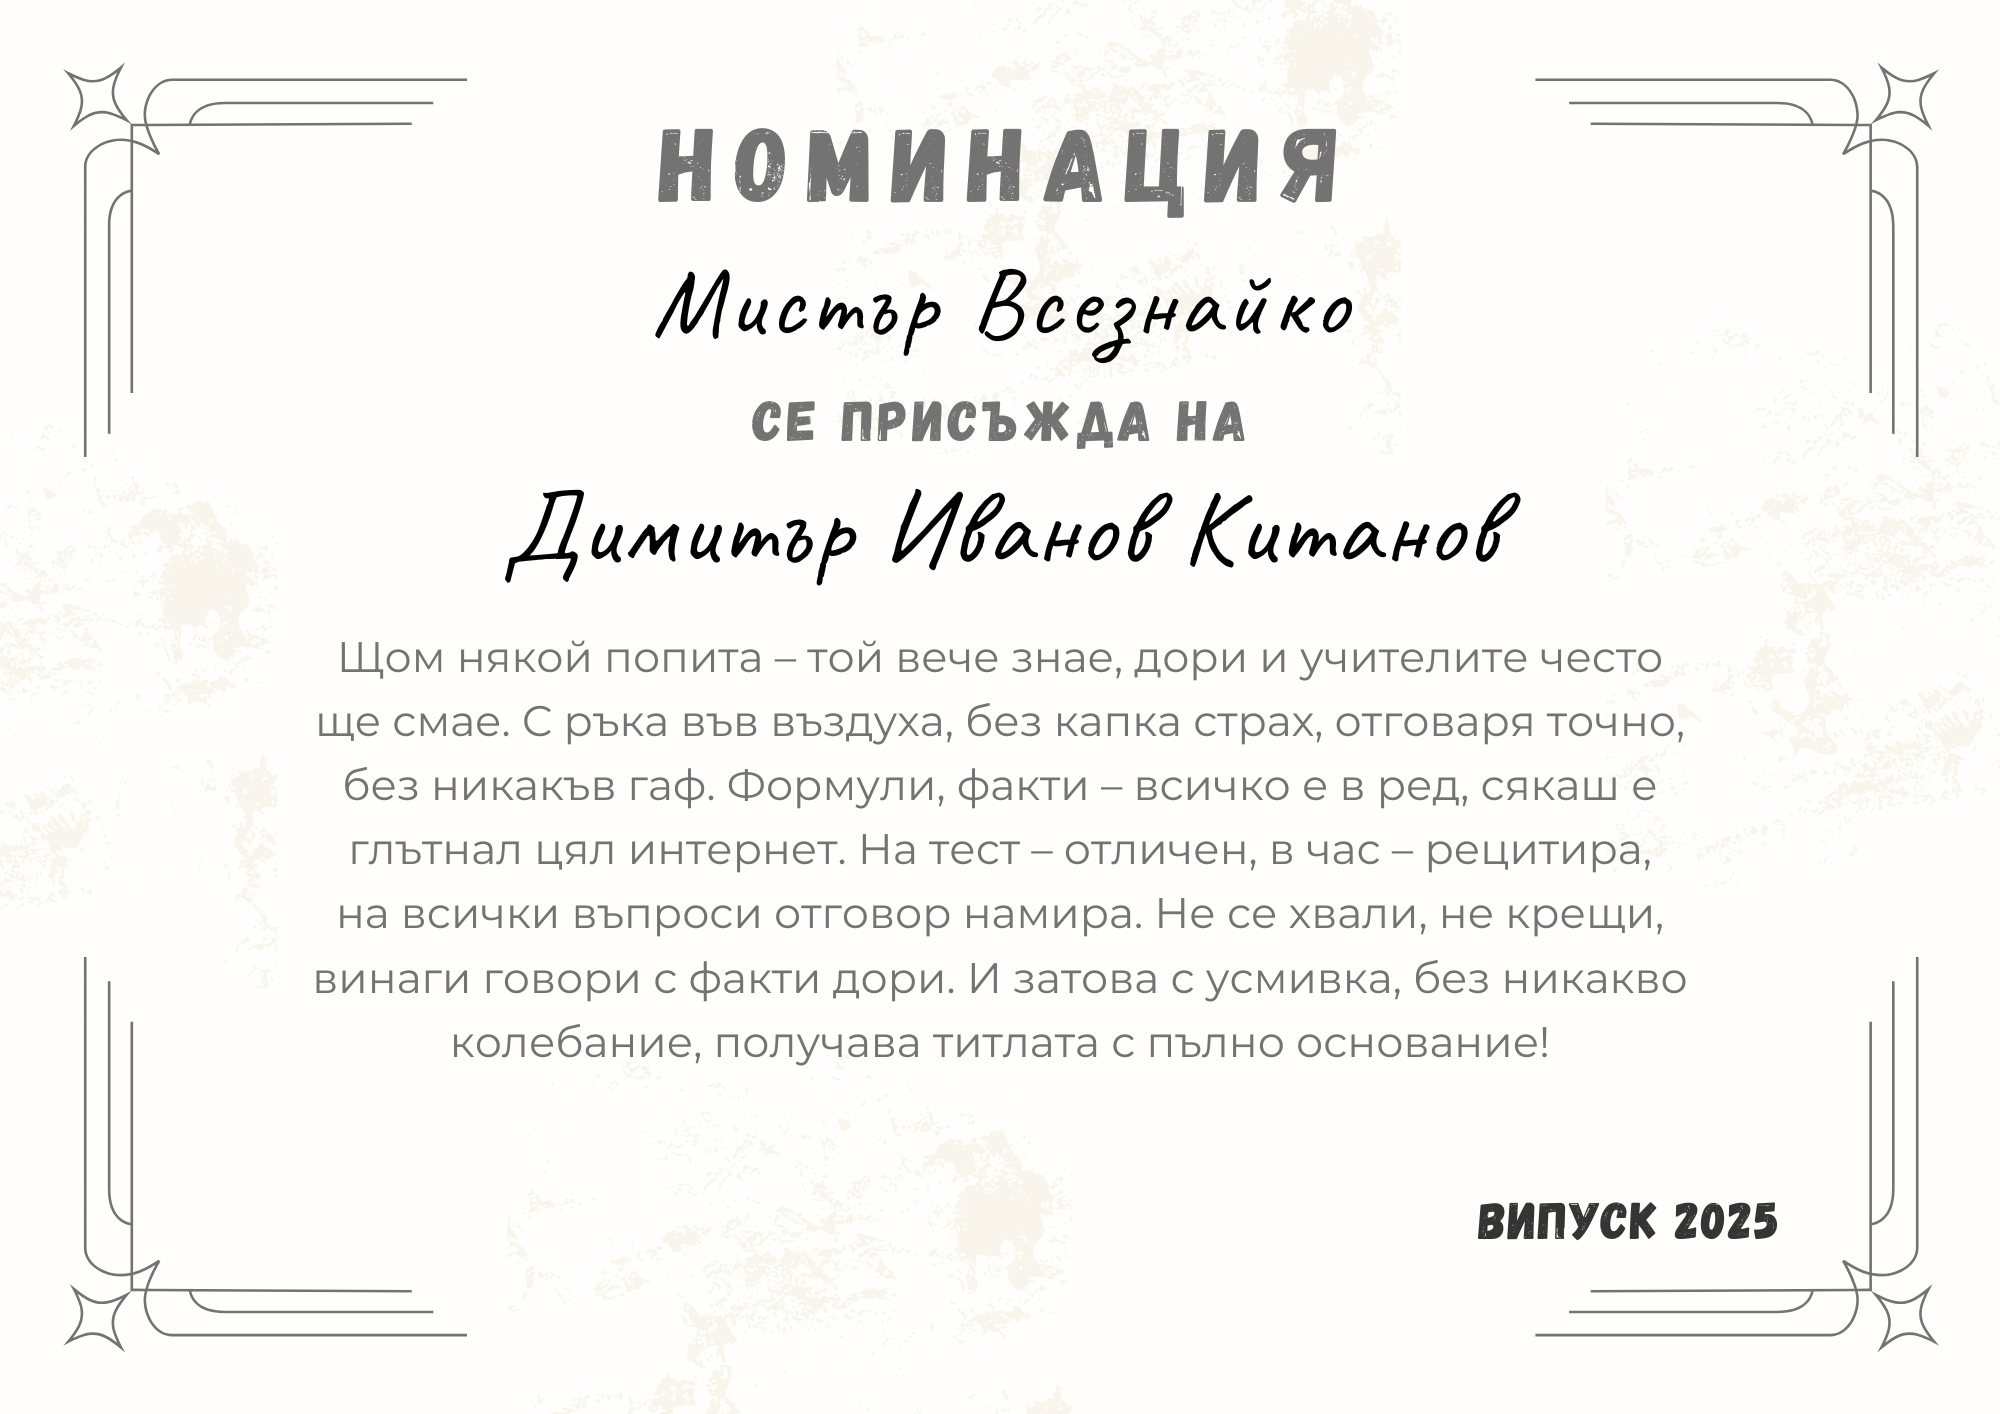 НОМИНАЦИЯ
Мистър Всезнайко
СЕ ПРИСЪЖДА НА
Димитър Иванов Китанов
Щом някой попита – той вече знае, дори и учителите често
ще смае. С ръка във въздуха, без капка страх, отговаря точно,
без никакъв гаф. Формули, факти – всичко е в ред, сякаш е
глътнал цял интернет. На тест – отличен, в час – рецитира,
на всички въпроси отговор намира. Не се хвали, не крещи,
винаги говори с факти дори. И затова с усмивка, без никакво
колебание, получава титлата с пълно основание!
ВИПУСК 2025